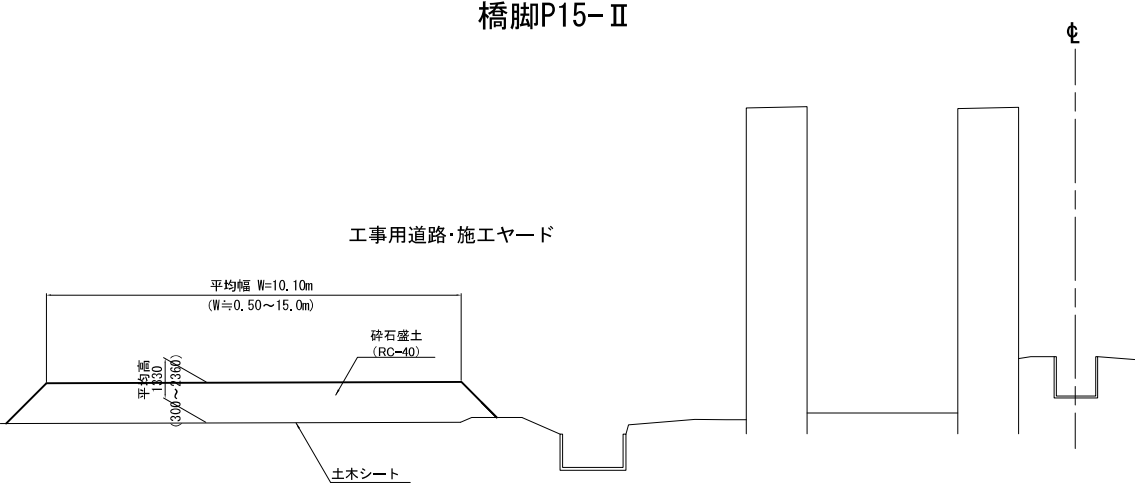 橋脚P15-Ⅱ
℄
工事用道路・施工ヤード
平均幅 W=10.10m
(W≒0.50～15.0m)
砕石盛土
(RC-40)
平均高
1330
(300～2360)
土木シート